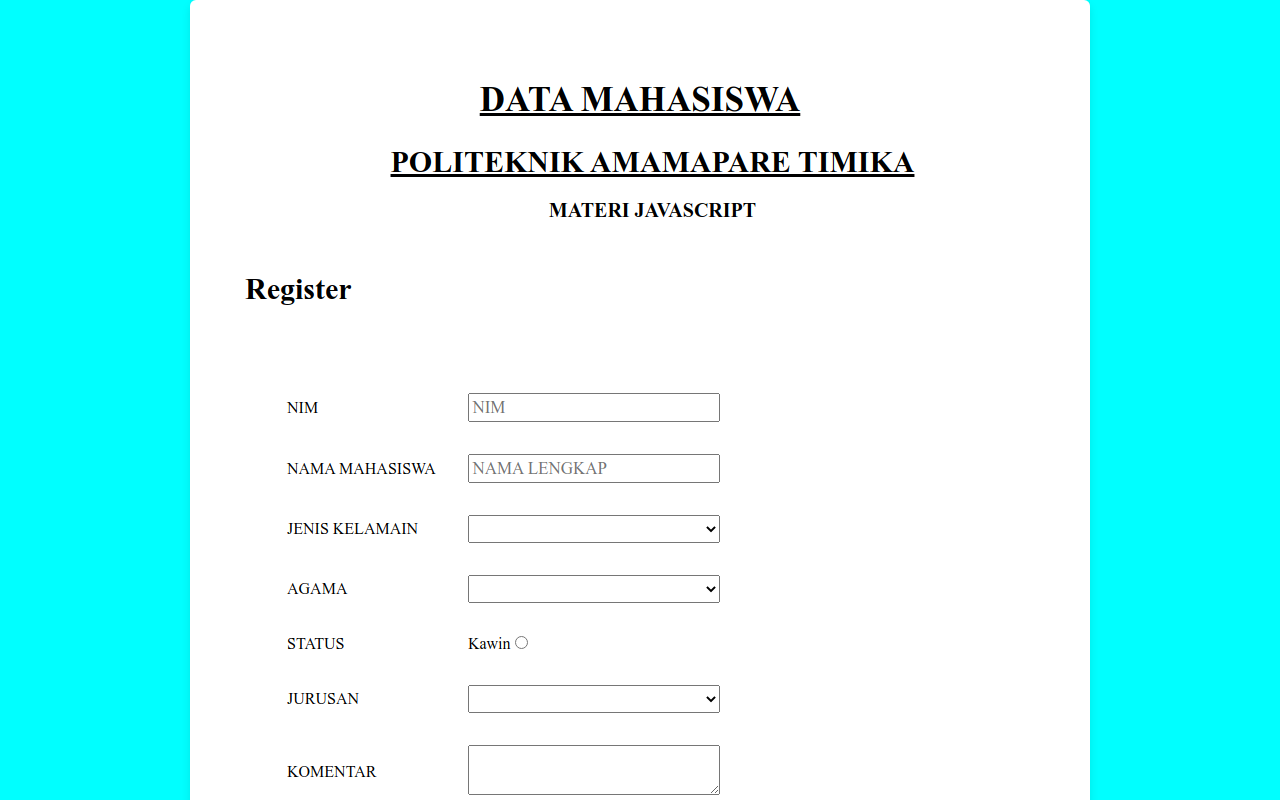 DATA MAHASISWA
POLITEKNIK AMAMAPARE TIMIKA
MATERI JAVASCRIPT
Register
NIM NIM
NAMA MAHASISWA NAMA LENGKAP
JENIS KELAMAIN
AGAMA
STATUS Kawin
JURUSAN
KOMENTAR